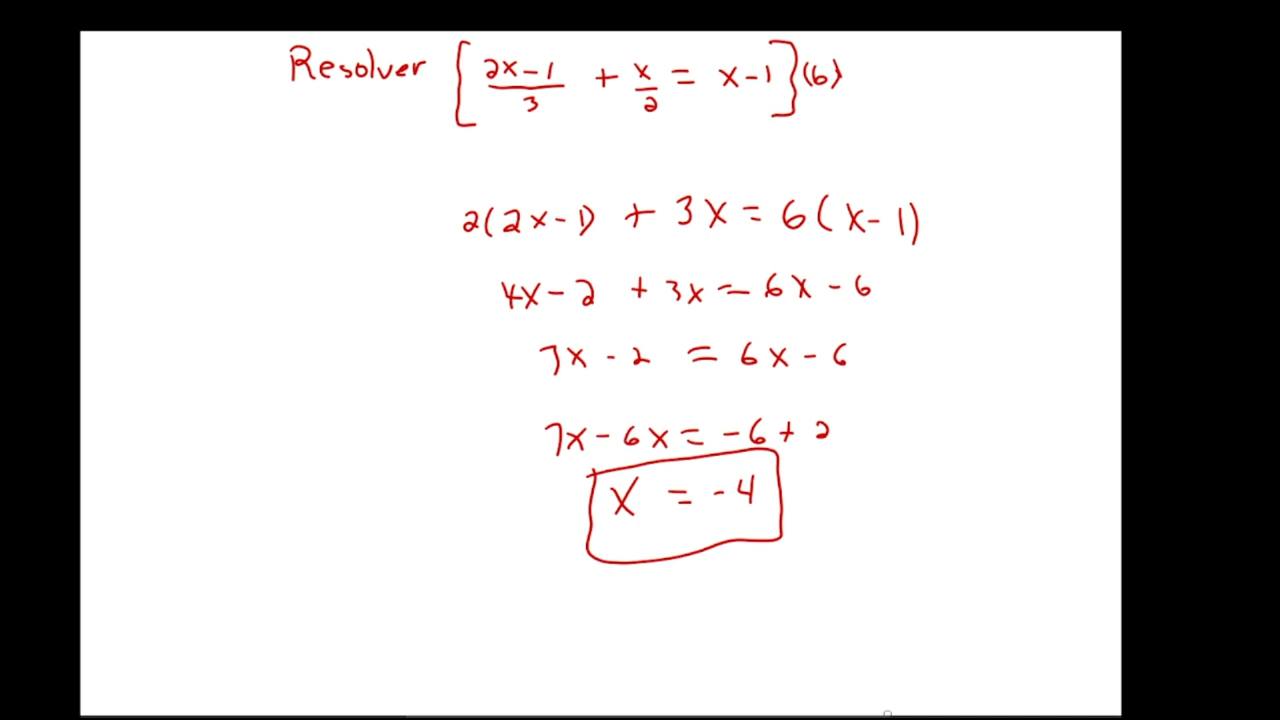 Resolver [ (2x-1)/3 + x/2 = x-1 ] (6)
2(2x-1) + 3x = 6(x-1)
4x-2 + 3x = 6x-6
7x-2 = 6x-6
7x-6x = -6+2
x = -4